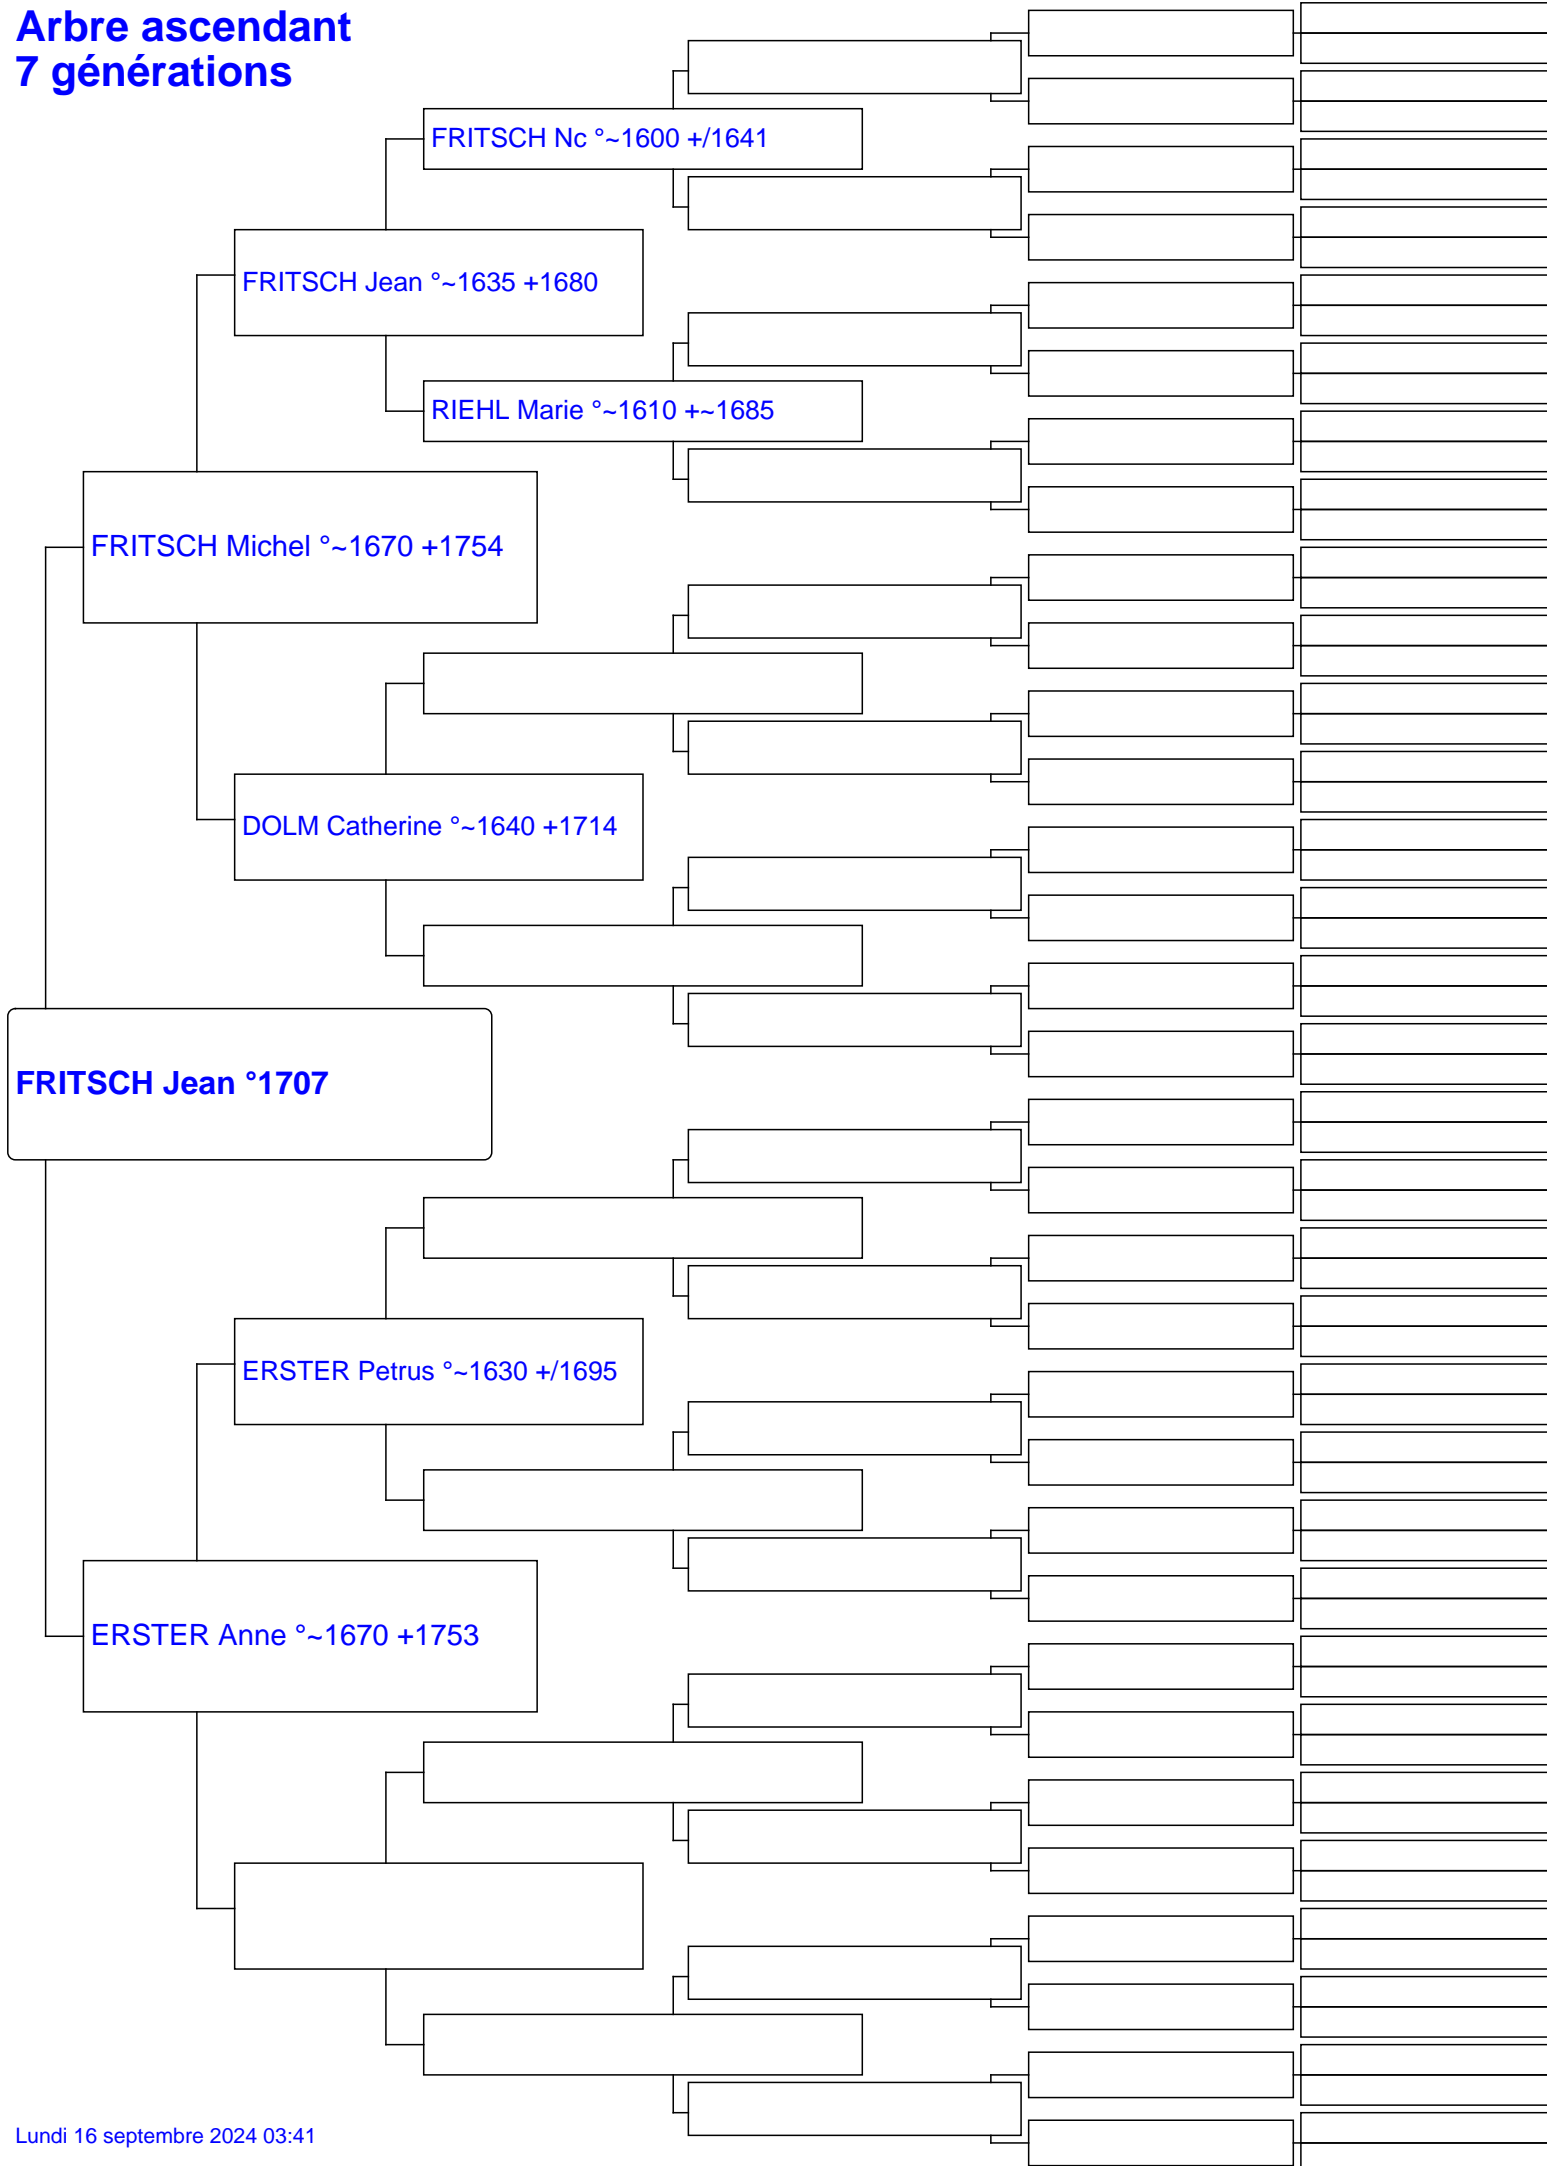 Arbre ascendant
7 générations
FRITSCH Nc °~1600 +/1641
FRITSCH Jean °~1635 +1680
RIEHL Marie °~1610 +~1685
FRITSCH Michel °~1670 +1754
DOLM Catherine °~1640 +1714
FRITSCH Jean °1707
ERSTER Petrus °~1630 +/1695
ERSTER Anne °~1670 +1753
Lundi 16 septembre 2024 03:41